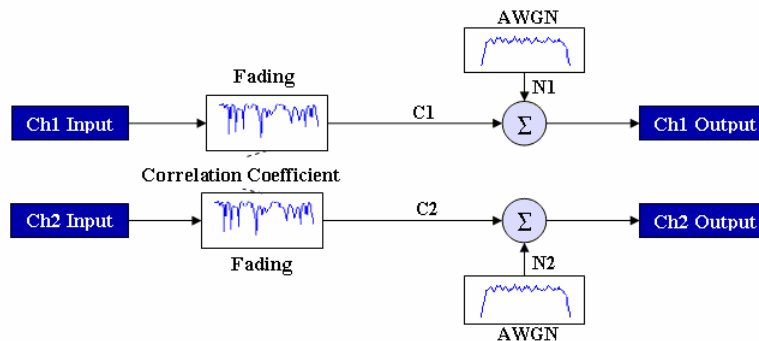 AWGN
Fading
N1
C1
Ch1 Input
Σ
Ch1 Output
Correlation Coefficient
C2
Ch2 Input
Σ
Ch2 Output
Fading
N2
AWGN